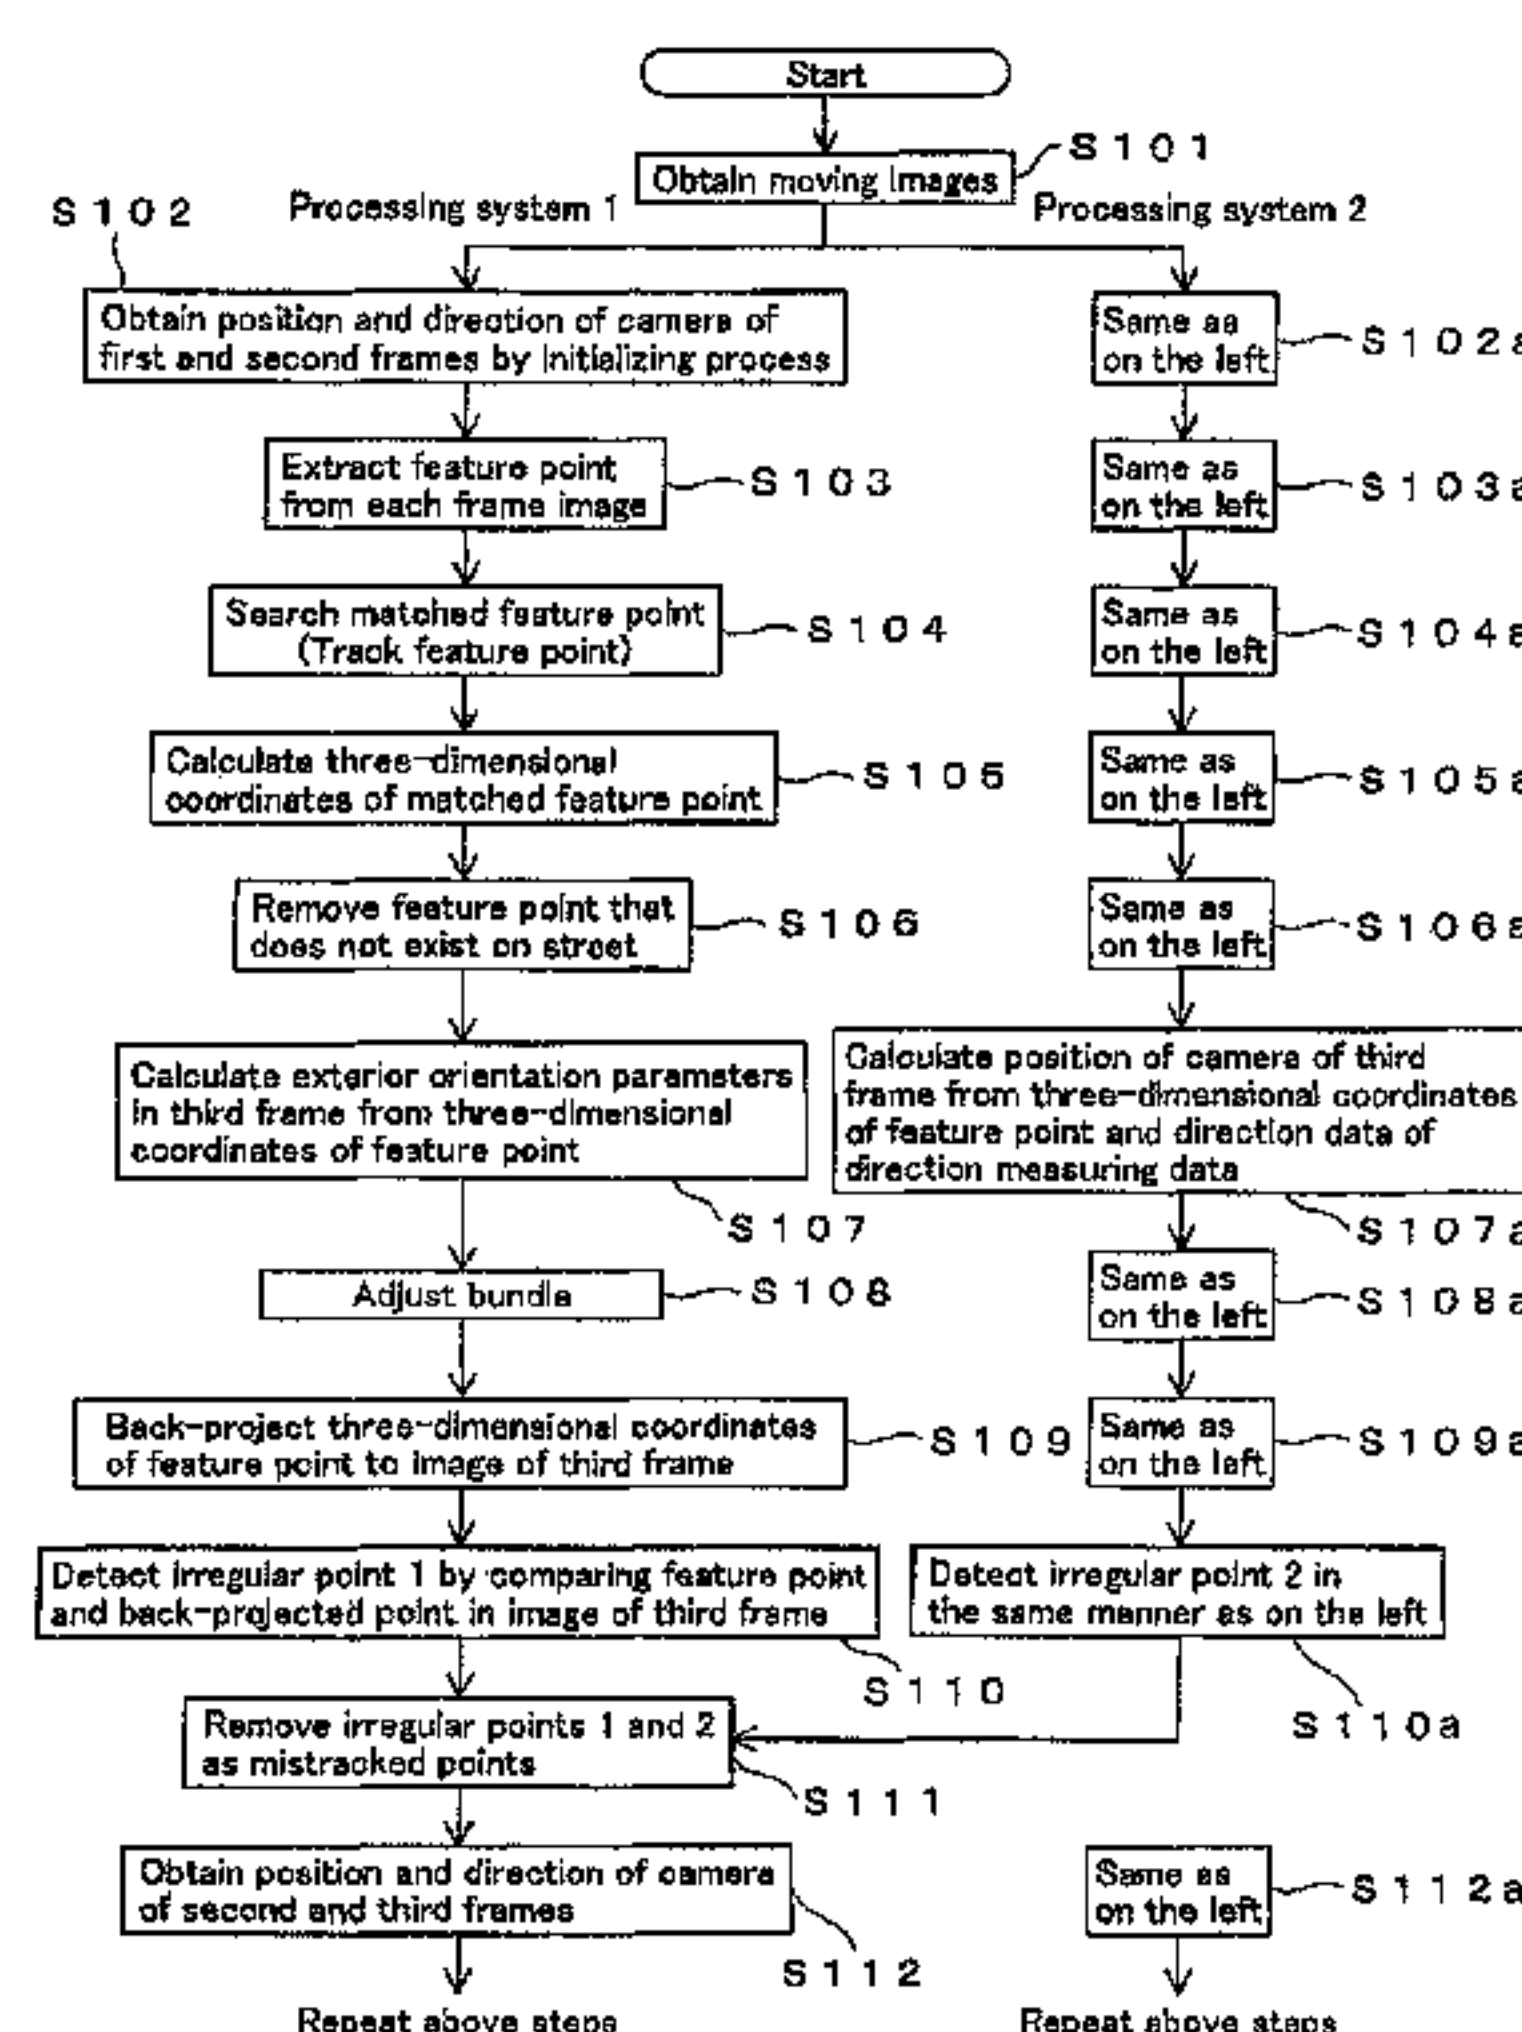 Start
Obtain moving images
S101
Processing system 1
Processing system 2
S102
Obtain position and direction of camera of
first and second frames by initializing process
Same as
on the left
S102a
Extract feature point
from each frame image
S103
Same as
on the left
S103a
Search matched feature point
(Track feature point)
S104
Same as
on the left
S104a
Calculate three-dimensional
coordinates of matched feature point
S105
Same as
on the left
S105a
Remove feature point that
does not exist on street
S106
Same as
on the left
S106a
Calculate exterior orientation parameters
in third frame from three-dimensional
coordinates of feature point
S107
Calculate position of camera of third
frame from three-dimensional coordinates
of feature point and direction data of
direction measuring data
S107a
Adjust bundle
S108
Same as
on the left
S108a
Back-project three-dimensional coordinates
of feature point to image of third frame
S109
Same as
on the left
S109a
Detect irregular point 1 by comparing feature point
and back-projected point in image of third frame
S110
Detect irregular point 2 in
the same manner as on the left
S110a
Remove irregular points 1 and 2
as mistracked points
S111
Obtain position and direction of camera
of second and third frames
S112
Same as
on the left
S112a
Repeat above steps
Repeat above steps